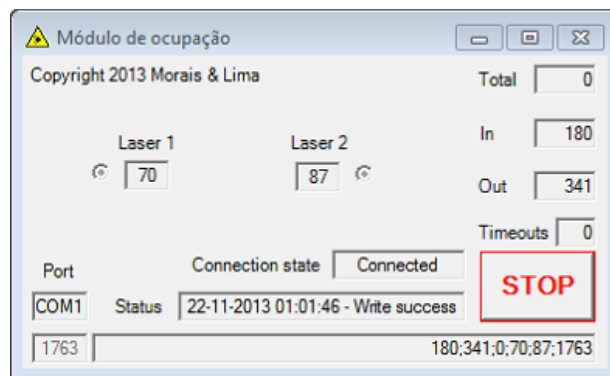 Módulo de ocupação
Copyright 2013 Morais & Lima
Total 0
Laser 1 Laser 2
70 87
In 180
Out 341
Timeouts 0
Port
Connection state Connected
STOP
COM1 Status 22-11-2013 01:01:46 - Write success
1763 180;341;0;70;87;1763